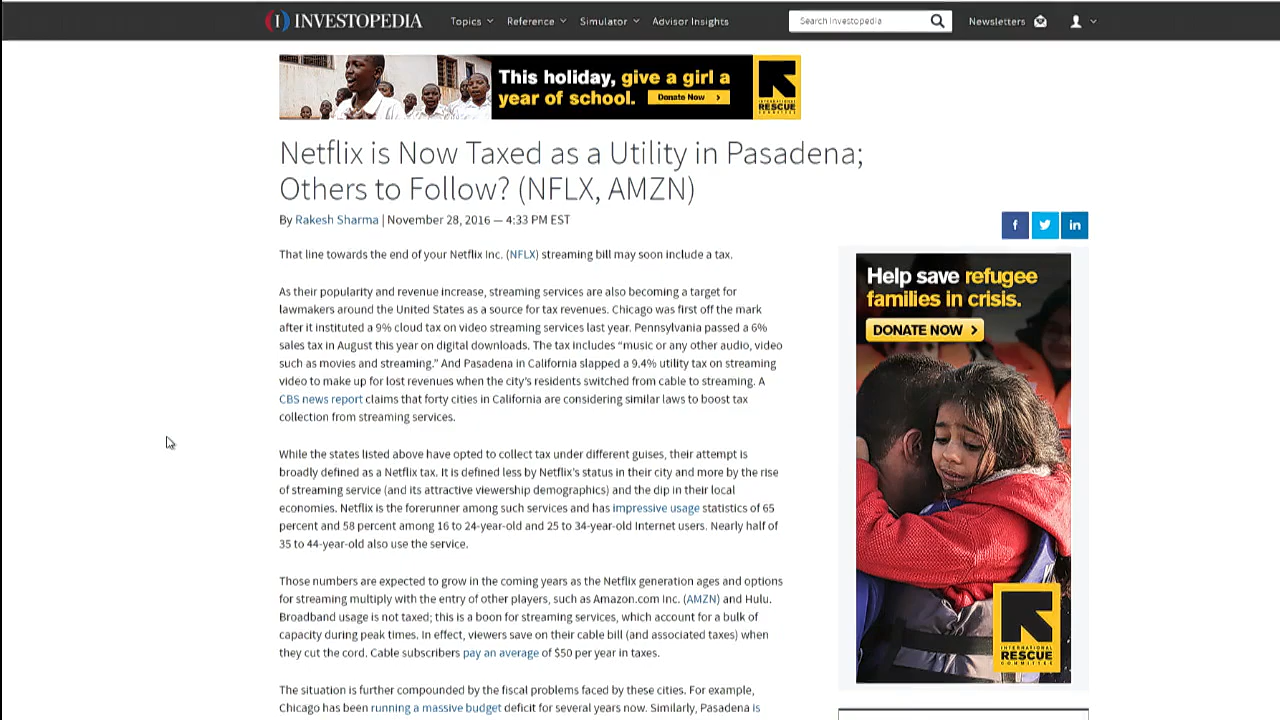 INVESTOPEDIA
Topics Reference Simulator Advisor Insights Search Investopedia Newsletters
This holiday, give a girl a
year of school. Donate Now >
INTERNATIONAL
RESCUE
COMMITTEE
Netflix is Now Taxed as a Utility in Pasadena;
Others to Follow? (NFLX, AMZN)
By Rakesh Sharma | November 28, 2016 — 4:33 PM EST
f in
That line towards the end of your Netflix Inc. (NFLX) streaming bill may soon include a tax.
As their popularity and revenue increase, streaming services are also becoming a target for
lawmakers around the United States as a source for tax revenues. Chicago was first off the mark
after it instituted a 9% cloud tax on video streaming services last year. Pennsylvania passed a 6%
sales tax in August this year on digital downloads. The tax includes “music or any other audio, video
such as movies and streaming.” And Pasadena in California slapped a 9.4% utility tax on streaming
video to make up for lost revenues when the city’s residents switched from cable to streaming. A
CBS news report claims that forty cities in California are considering similar laws to boost tax
collection from streaming services.
While the states listed above have opted to collect tax under different guises, their attempt is
broadly defined as a Netflix tax. It is defined less by Netflix’s status in their city and more by the rise
of streaming service (and its attractive viewership demographics) and the dip in their local
economies. Netflix is the forerunner among such services and has impressive usage statistics of 65
percent and 58 percent among 16 to 24-year-old and 25 to 34-year-old Internet users. Nearly half of
35 to 44-year-old also use the service.
Those numbers are expected to grow in the coming years as the Netflix generation ages and options
for streaming multiply with the entry of other players, such as Amazon.com Inc. (AMZN) and Hulu.
Broadband usage is not taxed; this is a boon for streaming services, which account for a bulk of
capacity during peak times. In effect, viewers save on their cable bill (and associated taxes) when
they cut the cord. Cable subscribers pay an average of $50 per year in taxes.
The situation is further compounded by the fiscal problems faced by these cities. For example,
Chicago has been running a massive budget deficit for several years now. Similarly, Pasadena is
Help save refugee
families in crisis.
DONATE NOW >
INTERNATIONAL
RESCUE
COMMITTEE